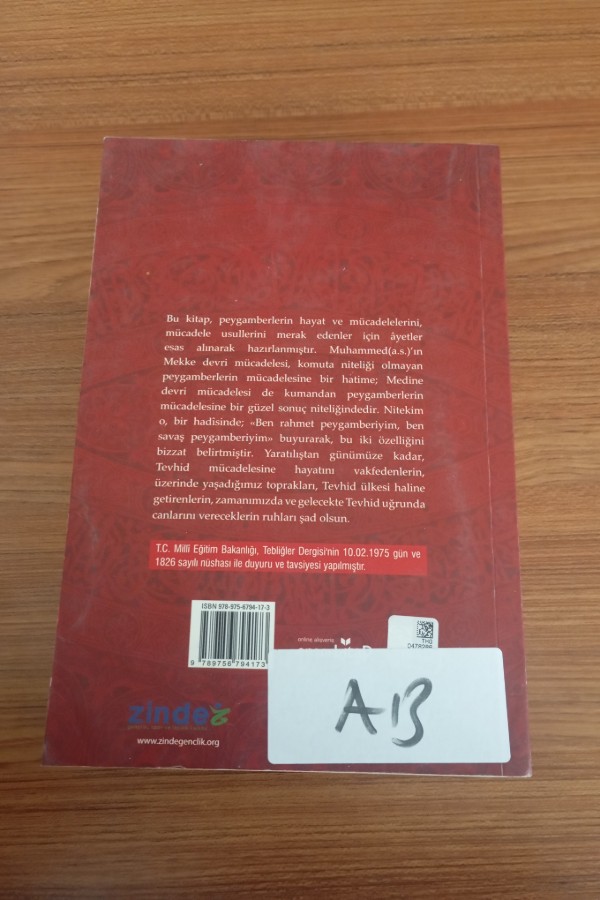 Bu kitap, peygamberlerin hayat ve mücadelelerini,
mücadele usullerini merak edenler için âyetler
esas alınarak hazırlanmıştır. Muhammed(a.s.)'ın
Mekke devri mücadelesi, komuta niteliği olmayan
peygamberlerin mücadelesine bir hatime; Medine
devri mücadelesi de kumandan peygamberlerin
mücadelesine bir güzel sonuç niteliğindedir. Nitekim
o, bir hadîsinde; «Ben rahmet peygamberiyim, ben
savaş peygamberiyim» buyurarak, bu iki özelliğini
bizzat belirtmiştir. Yaratılıştan günümüze kadar,
Tevhid mücadelesine hayatını vakfedenlerin,
üzerinde yaşadığımız toprakları, Tevhid ülkesi haline
getirenlerin, zamanımızda ve gelecekte Tevhid uğrunda
canlarını vereceklerin ruhları şad olsun.
T.C. Millî Eğitim Bakanlığı, Tebliğler Dergisi'nin 10.02.1975 gün ve
1826 sayılı nüshası ile duyuru ve tavsiyesi yapılmıştır.
ISBN 978-975-6794-17-3
9 789756 794173
online alışveriş
THQ
zinde
www.zindegenclik.org
AB